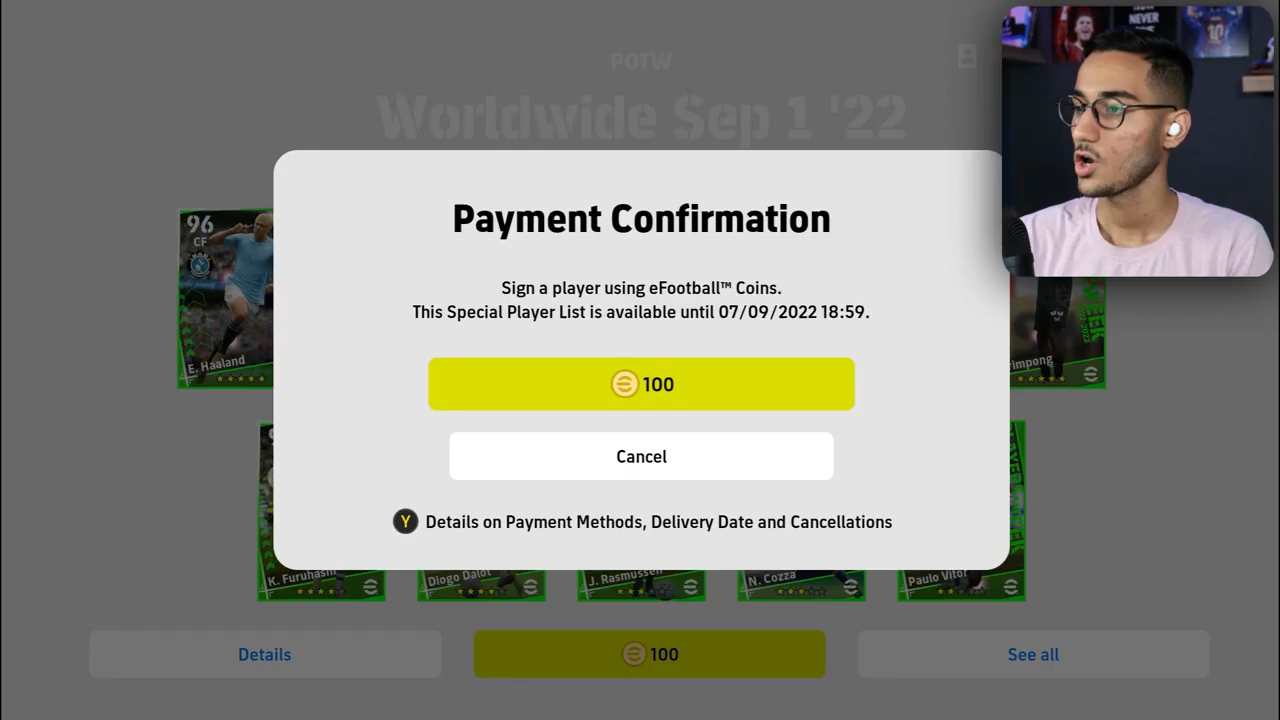 POTW
Worldwide Sep 1 '22
NEVER
10
96
CF
E. Haaland
Payment Confirmation
Sign a player using eFootball™ Coins.
This Special Player List is available until 07/09/2022 18:59.
100
Cancel
Y Details on Payment Methods, Delivery Date and Cancellations
K. Furuhashi
Diogo Dalot
J. Rasmussen
N. Cozza
Paulo Vitor
Details
100
See all